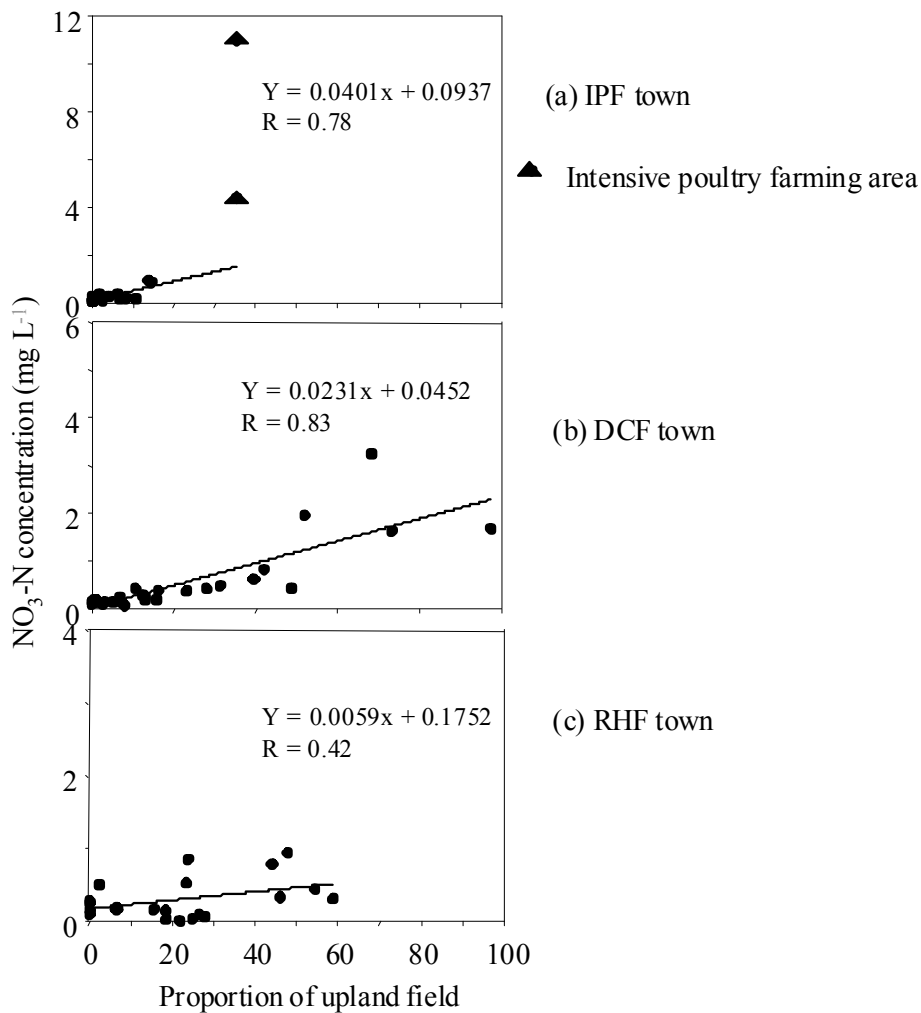 12
8
4
0
Y = 0.0401x + 0.0937
R = 0.78
(a) IPF town
Intensive poultry farming area
NO₃-N concentration (mg L⁻¹)
6
4
2
0
Y = 0.0231x + 0.0452
R = 0.83
(b) DCF town
4
2
0
Y = 0.0059x + 0.1752
R = 0.42
(c) RHF town
0 20 40 60 80 100
Proportion of upland field